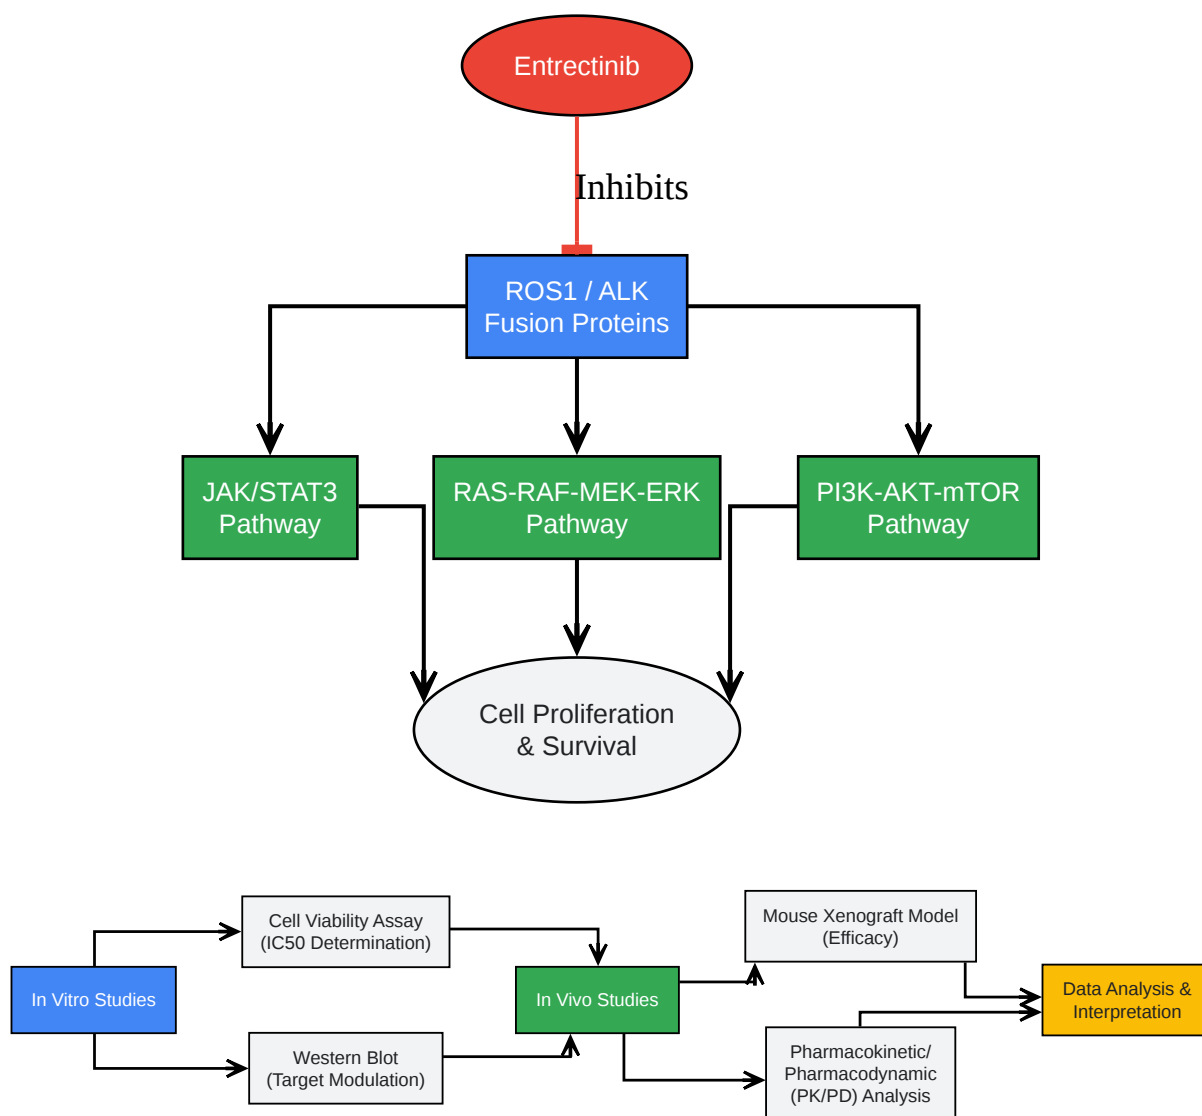 Entrectinib
Inhibits
ROS1 / ALK
Fusion Proteins
JAK/STAT3
Pathway
RAS-RAF-MEK-ERK
Pathway
PI3K-AKT-mTOR
Pathway
Cell Proliferation
& Survival
In Vitro Studies
Cell Viability Assay
(IC50 Determination)
Western Blot
(Target Modulation)
In Vivo Studies
Mouse Xenograft Model
(Efficacy)
Pharmacokinetic/
Pharmacodynamic
(PK/PD) Analysis
Data Analysis &
Interpretation